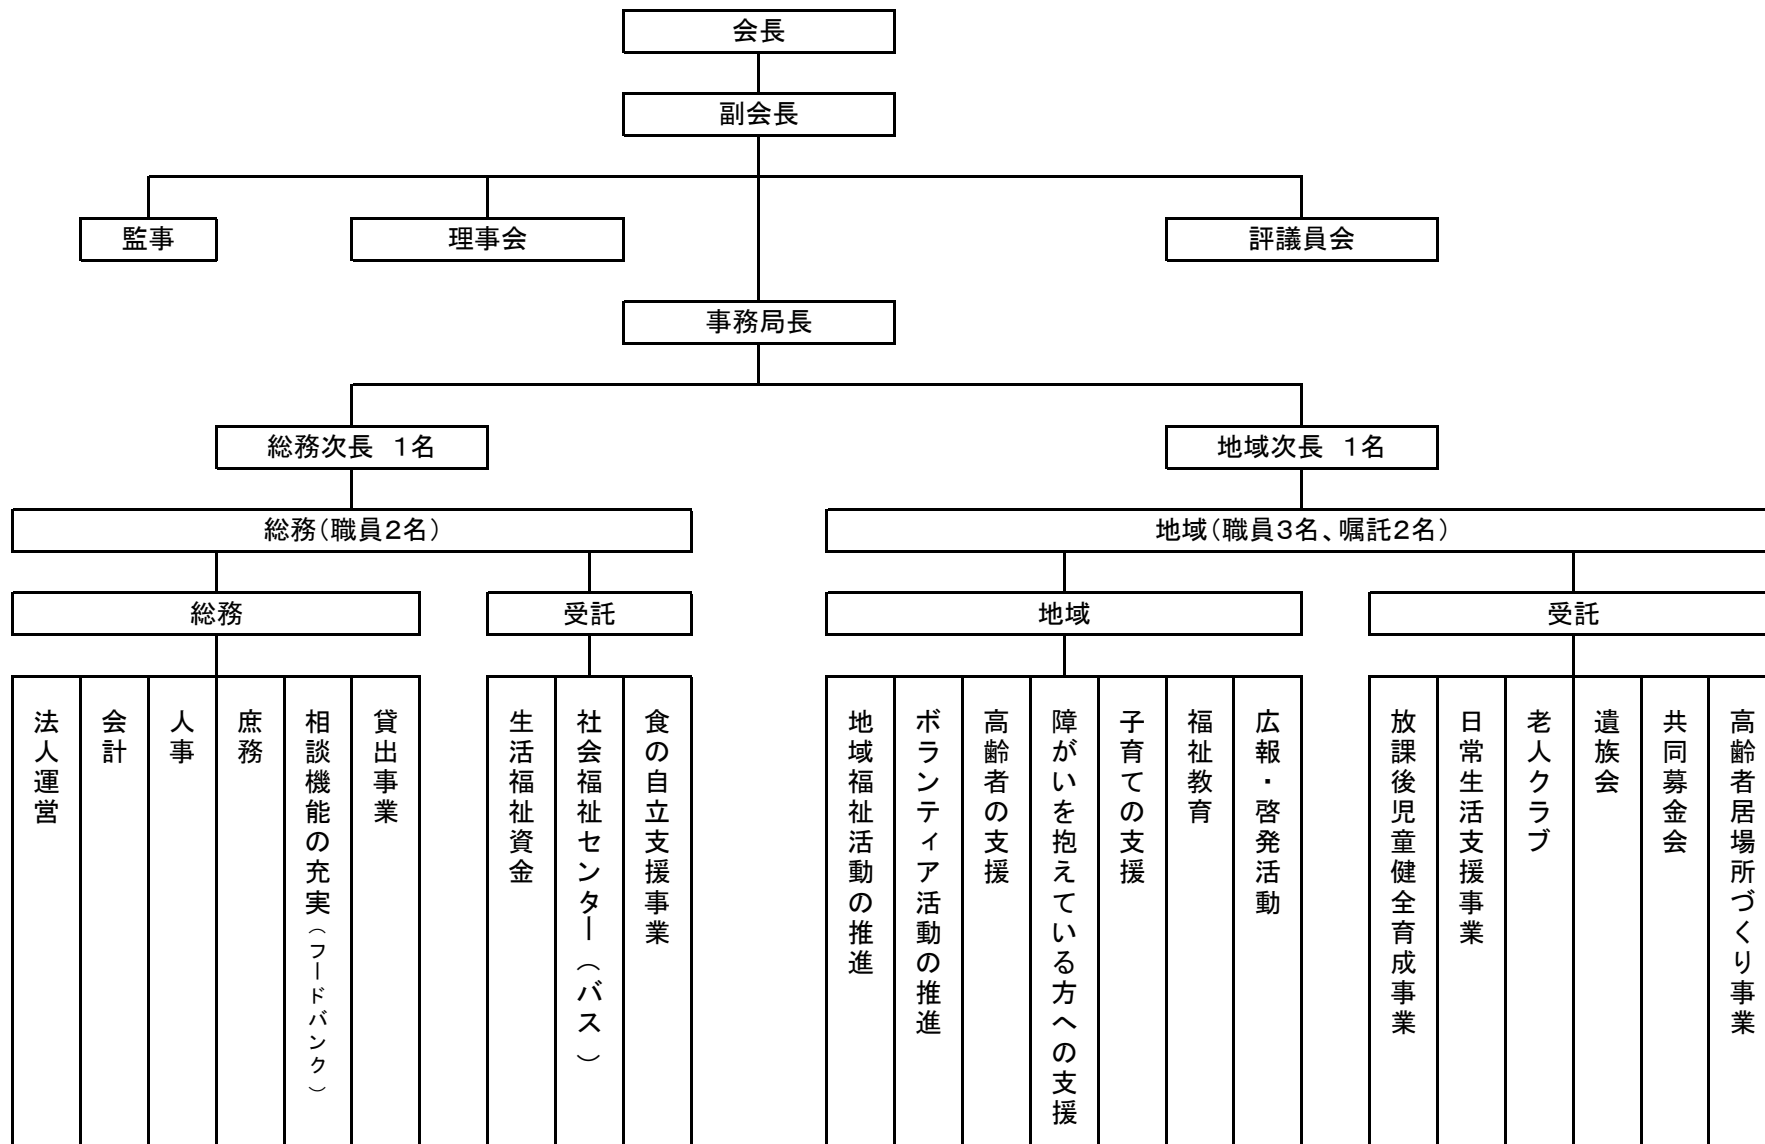 会長
副会長
監事
理事会
評議員会
事務局長
総務次長　1名
地域次長　1名
総務(職員2名)
地域(職員3名、嘱託2名)
総務
受託
地域
受託
法人運営
会計
人事
庶務
相談機能の充実(フードバンク)
貸出事業
生活福祉資金
社会福祉センター(バス)
食の自立支援事業
地域福祉活動の推進
ボランティア活動の推進
高齢者の支援
障がいを抱えている方への支援
子育ての支援
福祉教育
広報・啓発活動
放課後児童健全育成事業
日常生活支援事業
老人クラブ
遺族会
共同募金会
高齢者居場所づくり事業